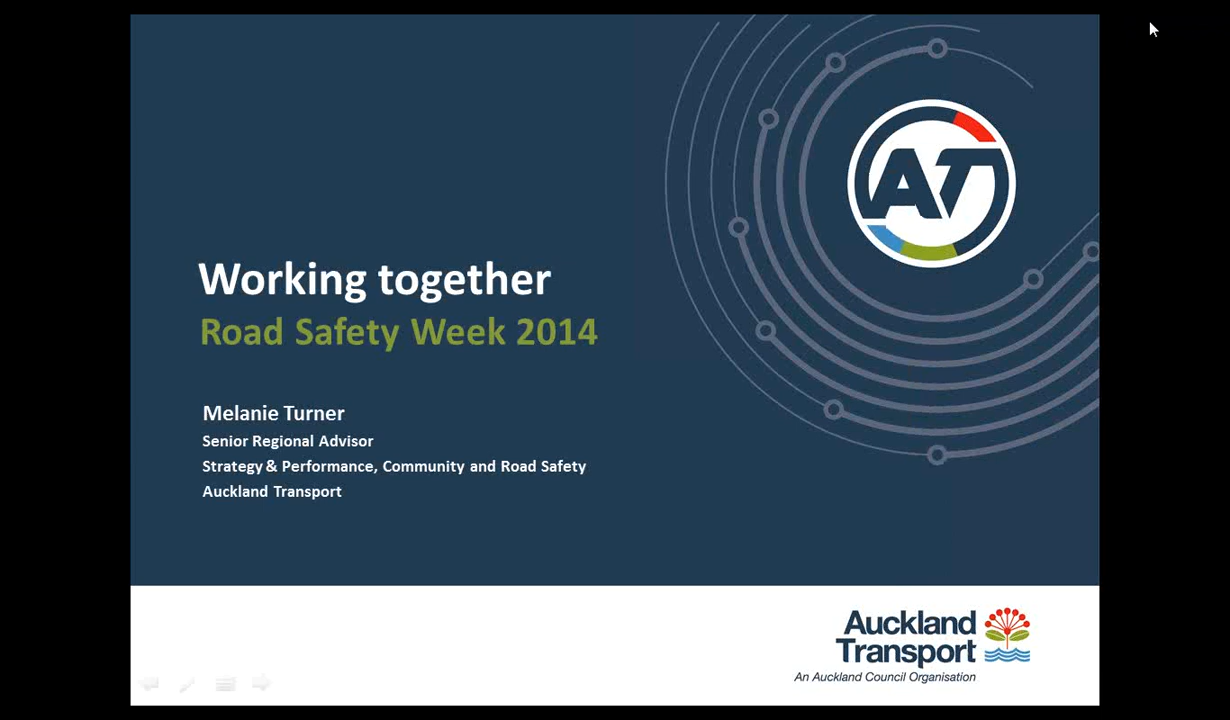 AT
Working together
Road Safety Week 2014
Melanie Turner
Senior Regional Advisor
Strategy & Performance, Community and Road Safety
Auckland Transport
Auckland
Transport
An Auckland Council Organisation